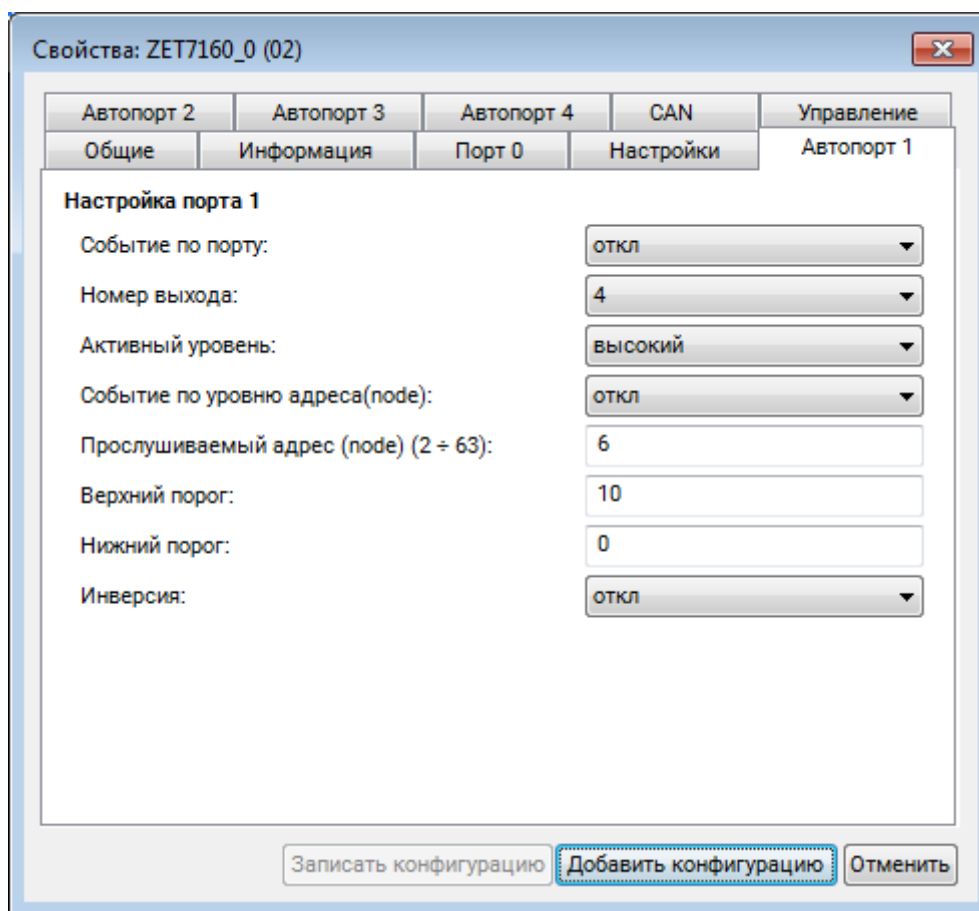 Свойства: ZET7160_0 (02)
Автопорт 2 Автопорт 3 Автопорт 4 CAN Управление
Общие Информация Порт 0 Настройки Автопорт 1
Настройка порта 1
Событие по порту: откл
Номер выхода: 4
Активный уровень: высокий
Событие по уровню адреса(node): откл
Прослушиваемый адрес (node) (2 ÷ 63): 6
Верхний порог: 10
Нижний порог: 0
Инверсия: откл
Записать конфигурацию Добавить конфигурацию Отменить